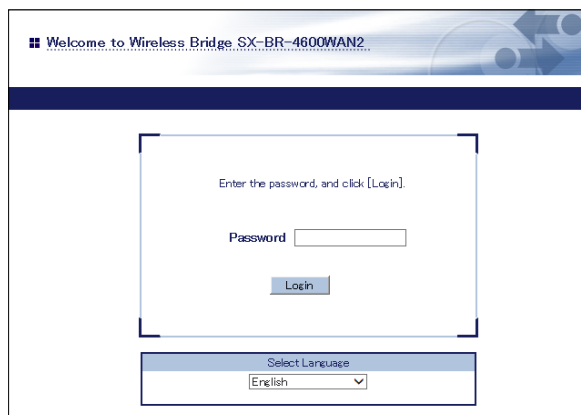 Welcome to Wireless Bridge SX-BR-4600WAN2
Enter the password, and click [Login].
Password
Login
Select Language
English